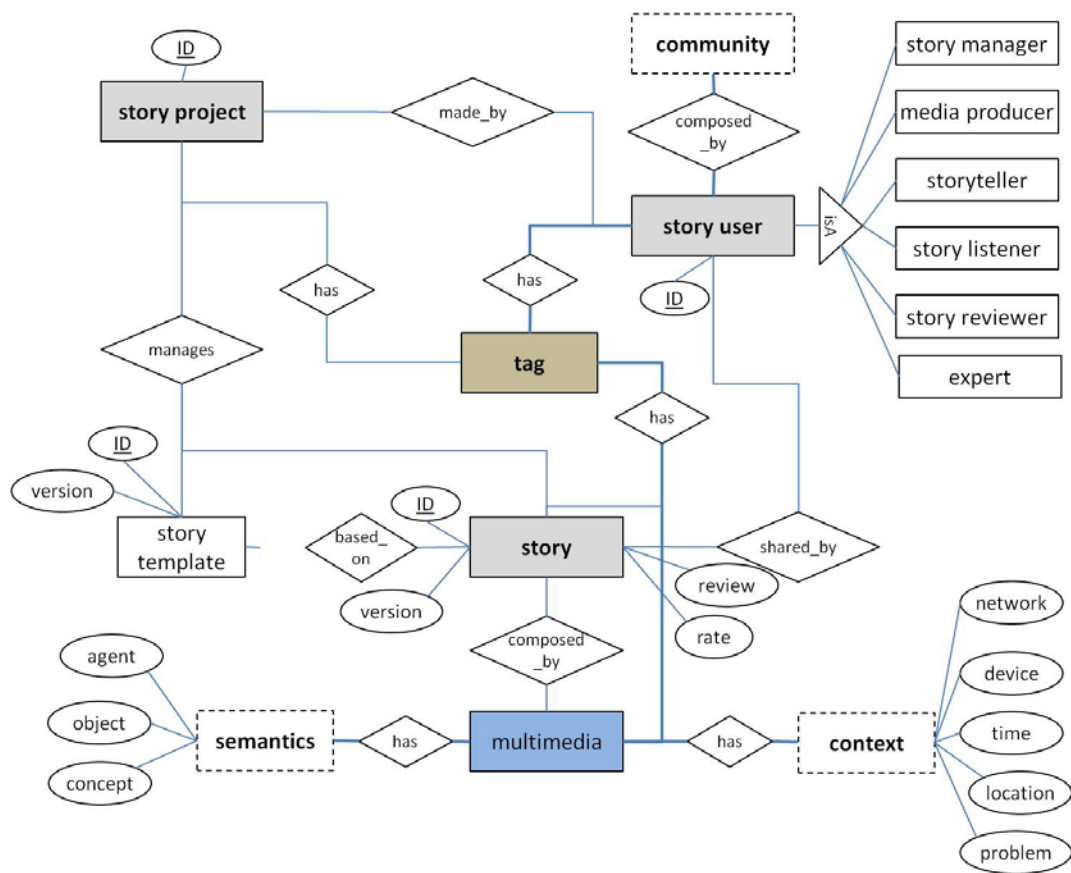 ID
community
story manager
story project
made_by
composed
_by
media producer
storyteller
story user
isA
story listener
has
has
ID
story reviewer
manages
tag
expert
has
ID
version
story
template
based_
on
ID
story
shared_by
version
review
rate
network
composed
_by
agent
device
object
semantics
has
multimedia
has
context
time
concept
location
problem